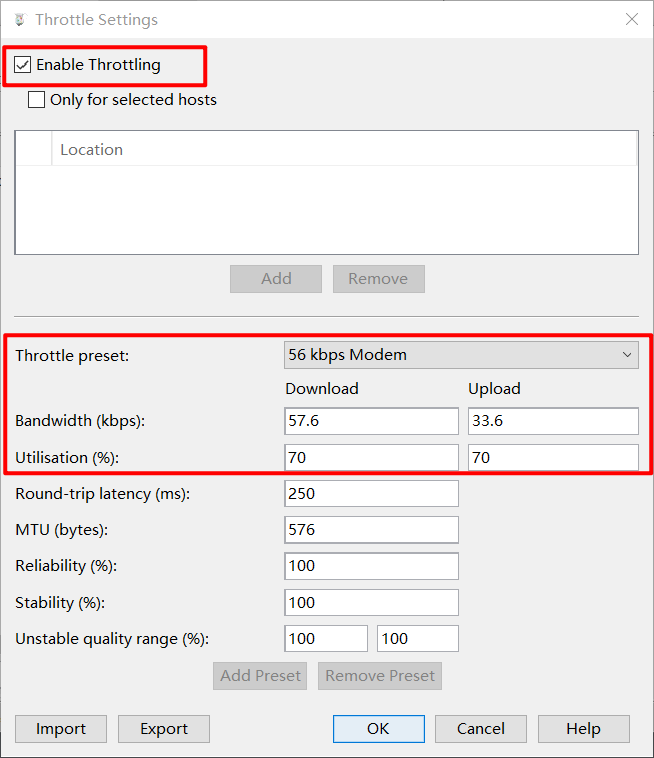 Throttle Settings
Enable Throttling
Only for selected hosts
Location
Add Remove
Throttle preset: 56 kbps Modem
Download Upload
Bandwidth (kbps): 57.6 33.6
Utilisation (%): 70 70
Round-trip latency (ms): 250
MTU (bytes): 576
Reliability (%): 100
Stability (%): 100
Unstable quality range (%): 100 100
Add Preset Remove Preset
Import Export OK Cancel Help